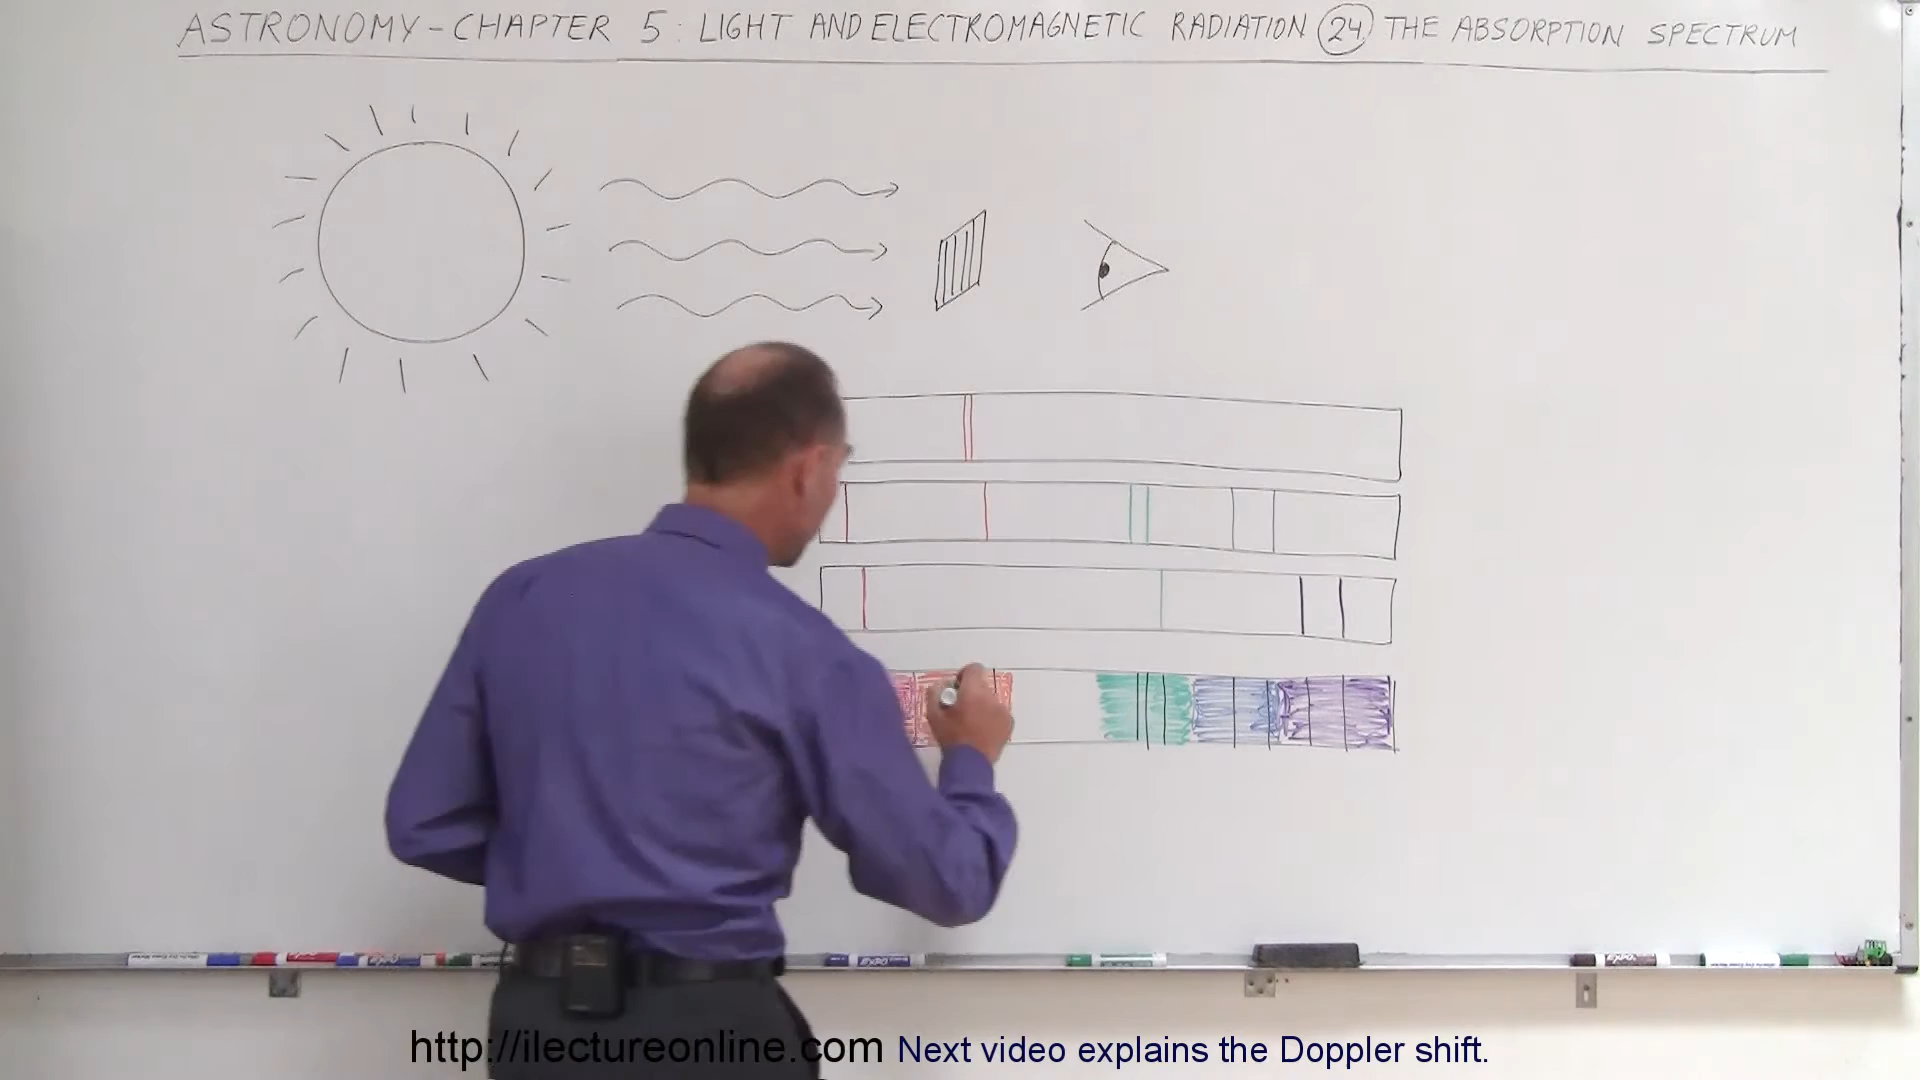 ASTRONOMY - CHAPTER 5: LIGHT AND ELECTROMAGNETIC RADIATION 24. THE ABSORPTION SPECTRUM
http://ilectureonline.com Next video explains the Doppler shift.